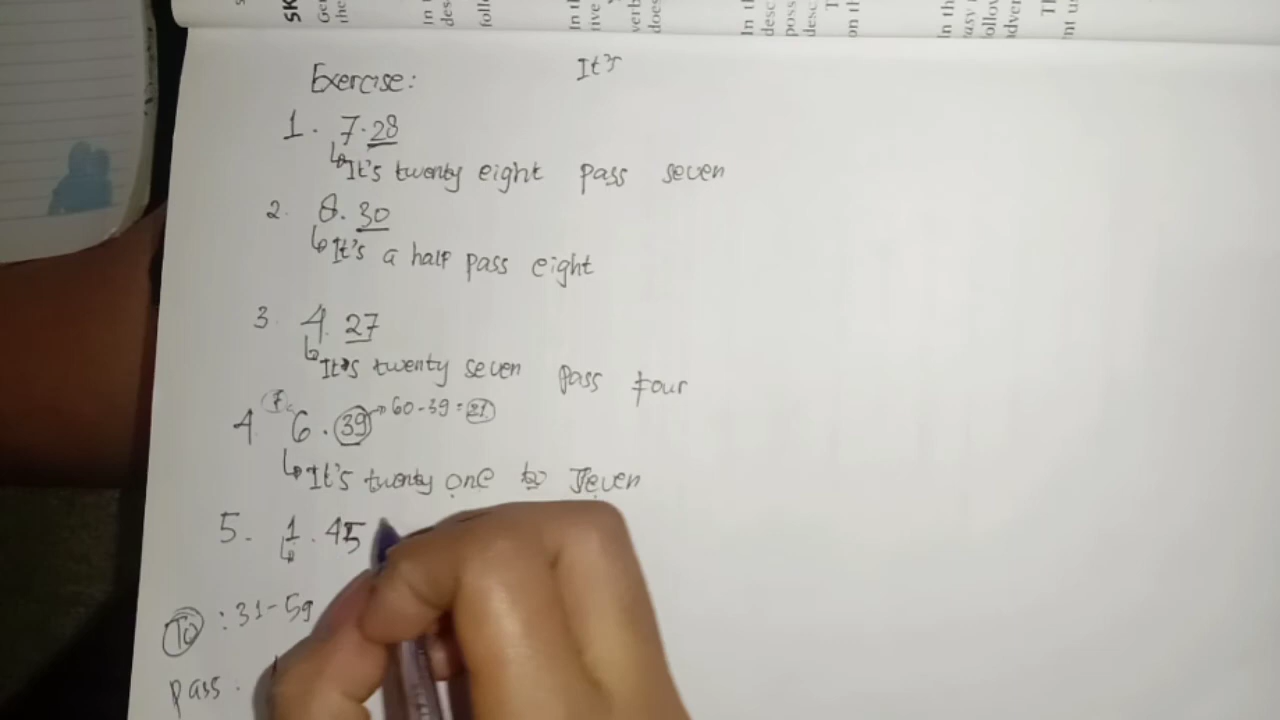 It's
Exercise:
1. 7.28
It's twenty eight pass seven
2. 8.30
It's a half pass eight
3. 4.27
It's twenty seven pass four
4. 6.39 60-39=21
7
It's twenty one to seven
5. 1.45
To : 31-59
pass.